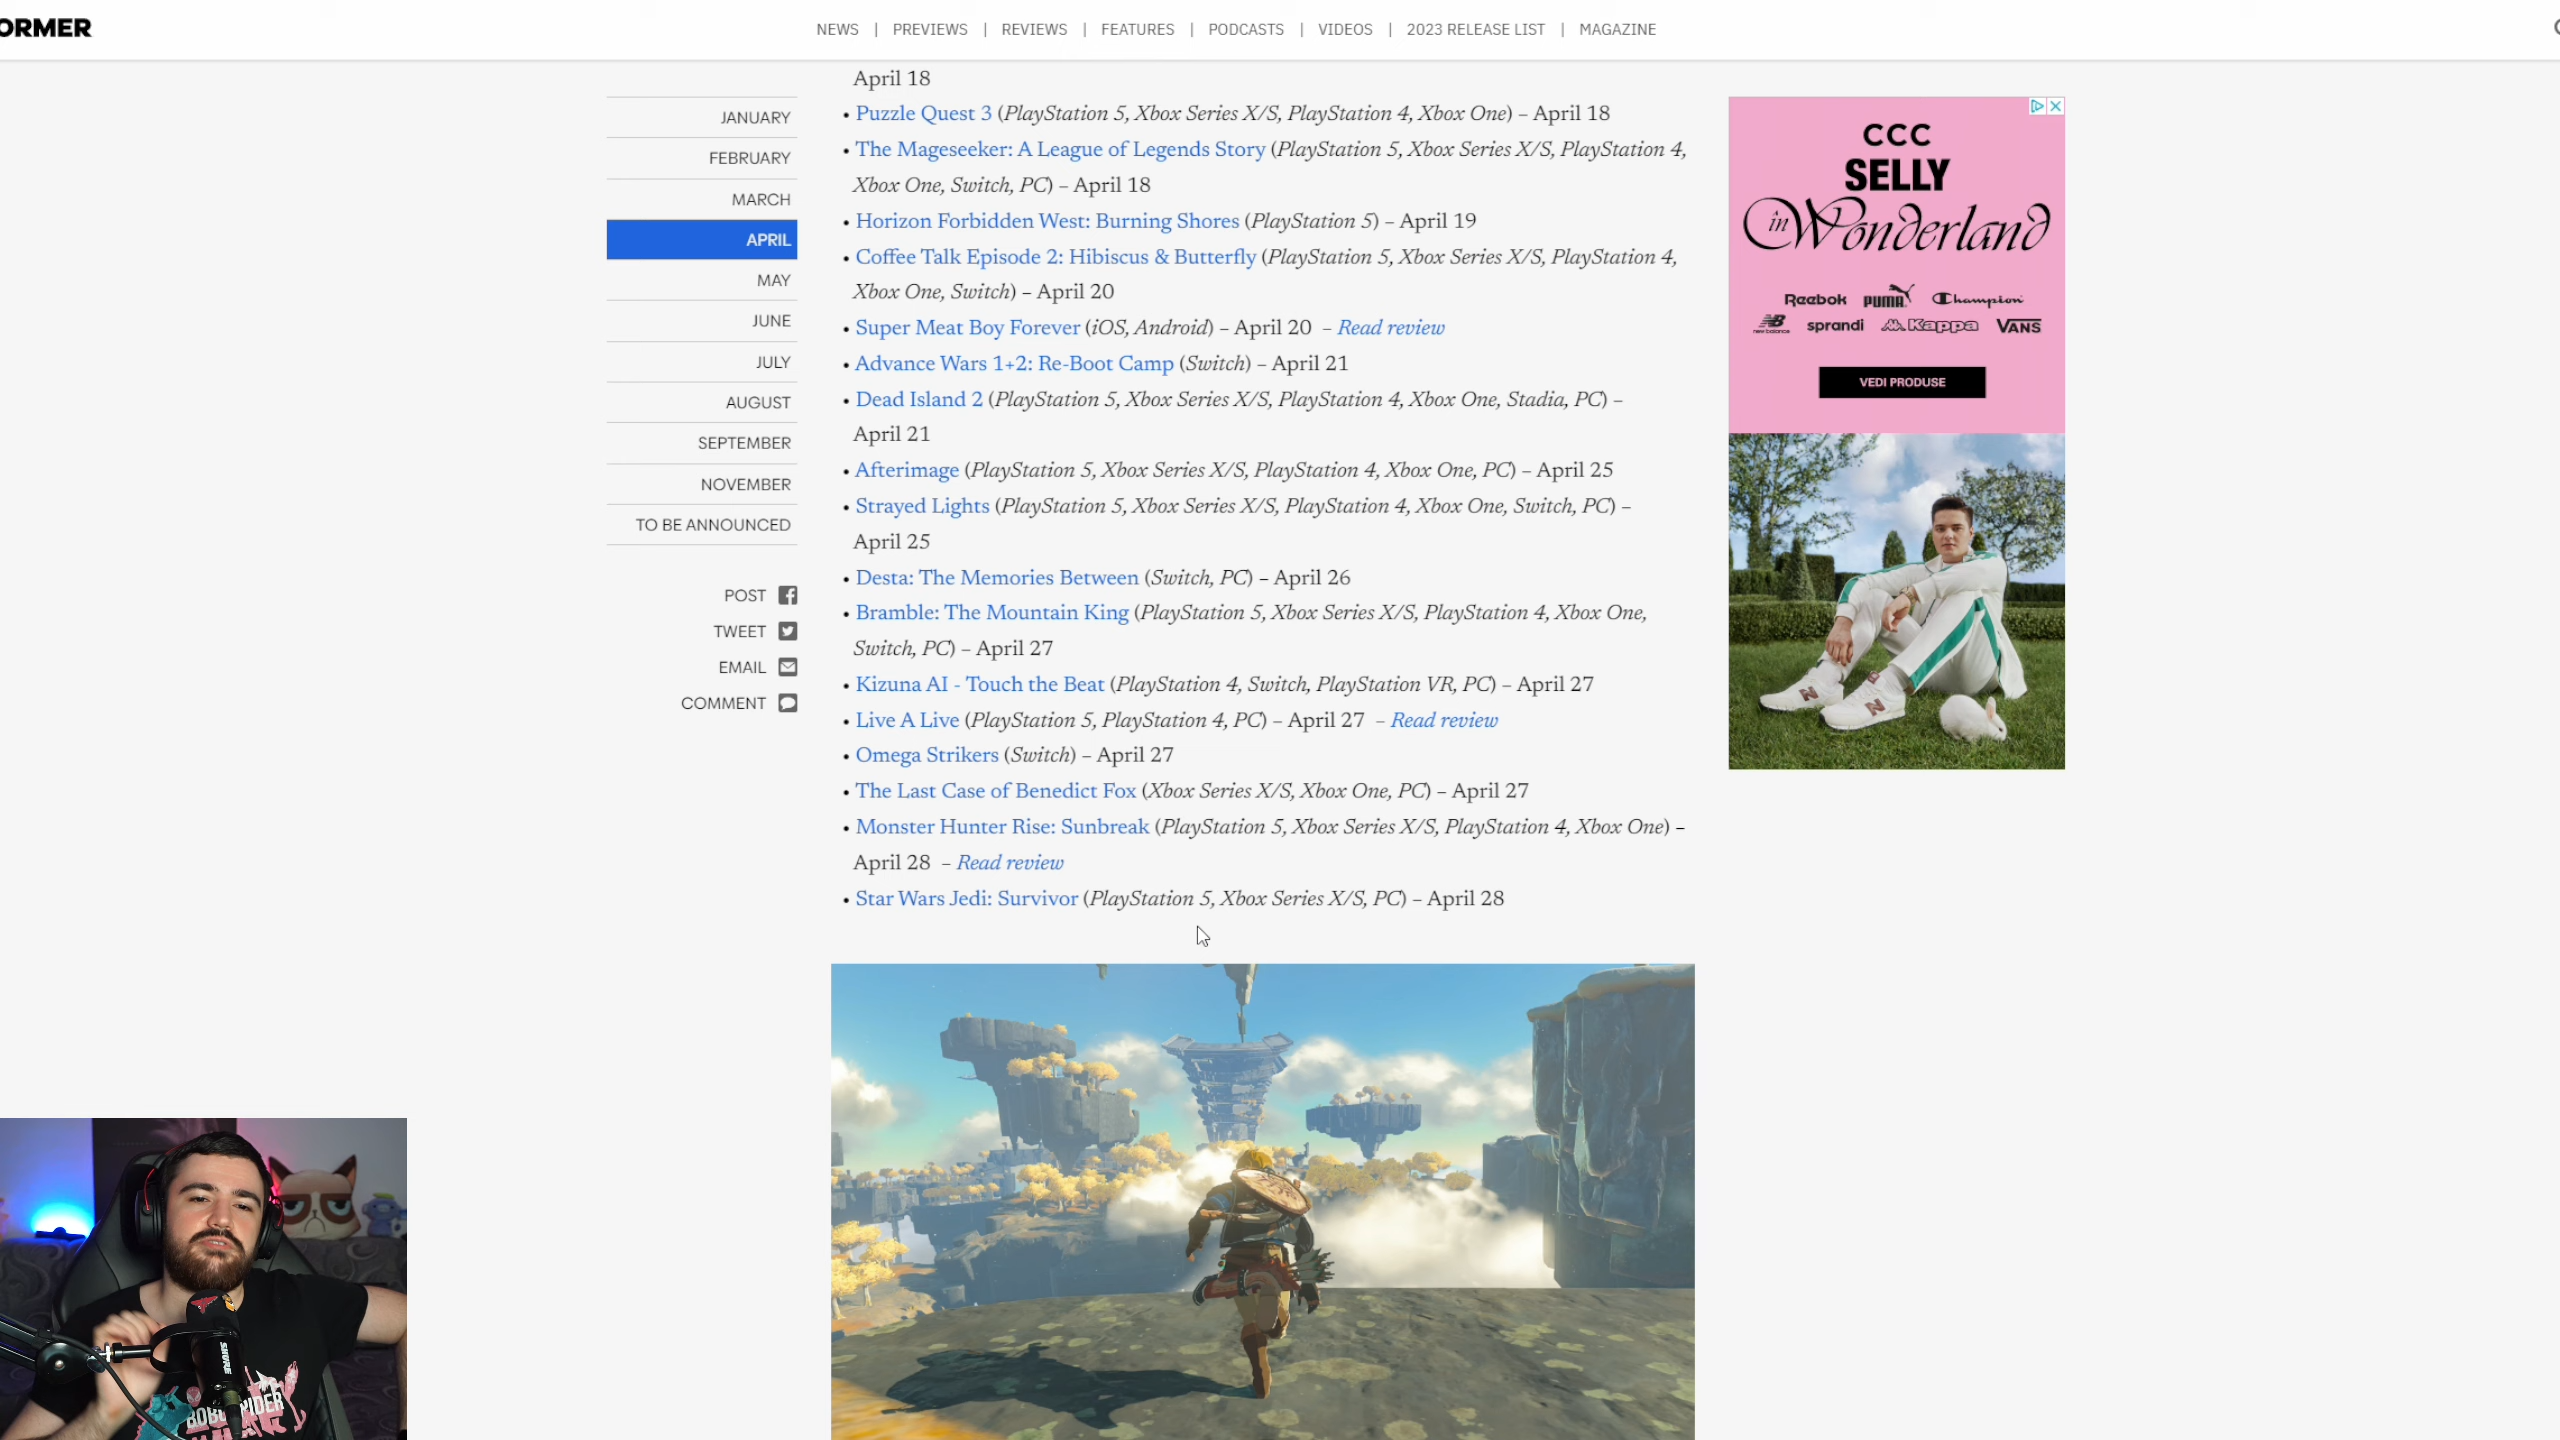 ORMER
NEWS | PREVIEWS | REVIEWS | FEATURES | PODCASTS | VIDEOS | 2023 RELEASE LIST | MAGAZINE
JANUARY
FEBRUARY
MARCH
APRIL
MAY
JUNE
JULY
AUGUST
SEPTEMBER
NOVEMBER
TO BE ANNOUNCED
POST
TWEET
EMAIL
COMMENT
April 18
• Puzzle Quest 3 (PlayStation 5, Xbox Series X/S, PlayStation 4, Xbox One) – April 18
• The Mageseeker: A League of Legends Story (PlayStation 5, Xbox Series X/S, PlayStation 4,
Xbox One, Switch, PC) – April 18
• Horizon Forbidden West: Burning Shores (PlayStation 5) – April 19
• Coffee Talk Episode 2: Hibiscus & Butterfly (PlayStation 5, Xbox Series X/S, PlayStation 4,
Xbox One, Switch) – April 20
• Super Meat Boy Forever (iOS, Android) – April 20 – Read review
• Advance Wars 1+2: Re-Boot Camp (Switch) – April 21
• Dead Island 2 (PlayStation 5, Xbox Series X/S, PlayStation 4, Xbox One, Stadia, PC) –
April 21
• Afterimage (PlayStation 5, Xbox Series X/S, PlayStation 4, Xbox One, PC) – April 25
• Strayed Lights (PlayStation 5, Xbox Series X/S, PlayStation 4, Xbox One, Switch, PC) –
April 25
• Desta: The Memories Between (Switch, PC) – April 26
• Bramble: The Mountain King (PlayStation 5, Xbox Series X/S, PlayStation 4, Xbox One,
Switch, PC) – April 27
• Kizuna AI - Touch the Beat (PlayStation 4, Switch, PlayStation VR, PC) – April 27
• Live A Live (PlayStation 5, PlayStation 4, PC) – April 27 – Read review
• Omega Strikers (Switch) – April 27
• The Last Case of Benedict Fox (Xbox Series X/S, Xbox One, PC) – April 27
• Monster Hunter Rise: Sunbreak (PlayStation 5, Xbox Series X/S, PlayStation 4, Xbox One) –
April 28 – Read review
• Star Wars Jedi: Survivor (PlayStation 5, Xbox Series X/S, PC) – April 28
CCC
SELLY
in Wonderland
Reebok PUMA Champion
new balance sprandi Kappa VANS
VEDI PRODUSE
N N
SHURE